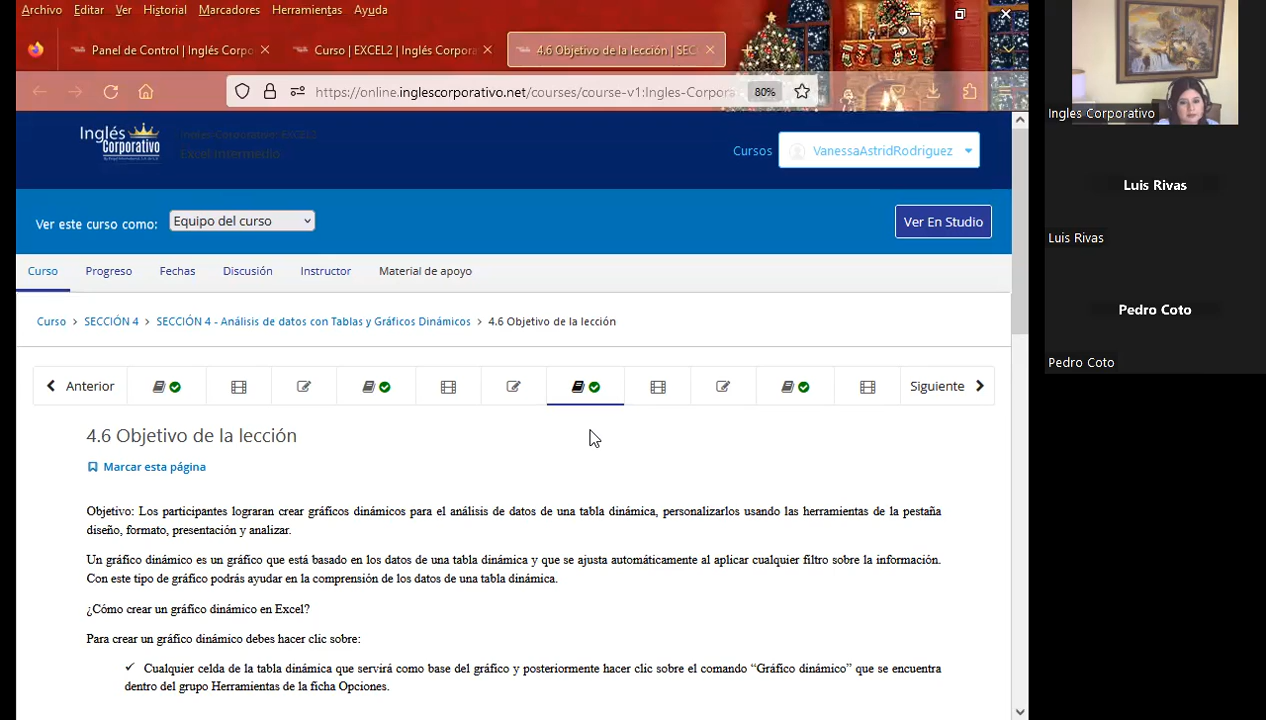 Archivo Editar Ver Historial Marcadores Herramientas Ayuda
Panel de Control | Inglés Corpo
Curso | EXCEL2 | Inglés Corpora
4.6 Objetivo de la lección | SEC
https://online.inglescorporativo.net/courses/course-v1:Ingles-Corpora
80%
Inglés
Corporativo
Ingles-Corporativo: EXCEL2
Excel Intermedio
Cursos
VanessaAstridRodriguez
Ver este curso como:
Equipo del curso
Ver En Studio
Curso
Progreso
Fechas
Discusión
Instructor
Material de apoyo
Curso > SECCIÓN 4 > SECCIÓN 4 - Análisis de datos con Tablas y Gráficos Dinámicos > 4.6 Objetivo de la lección
Anterior
Siguiente
4.6 Objetivo de la lección
Marcar esta página
Objetivo: Los participantes lograran crear gráficos dinámicos para el análisis de datos de una tabla dinámica, personalizarlos usando las herramientas de la pestaña
diseño, formato, presentación y analizar.
Un gráfico dinámico es un gráfico que está basado en los datos de una tabla dinámica y que se ajusta automáticamente al aplicar cualquier filtro sobre la información.
Con este tipo de gráfico podrás ayudar en la comprensión de los datos de una tabla dinámica.
¿Cómo crear un gráfico dinámico en Excel?
Para crear un gráfico dinámico debes hacer clic sobre:
✓ Cualquier celda de la tabla dinámica que servirá como base del gráfico y posteriormente hacer clic sobre el comando “Gráfico dinámico” que se encuentra
dentro del grupo Herramientas de la ficha Opciones.
Ingles Corporativo
Luis Rivas
Luis Rivas
Pedro Coto
Pedro Coto